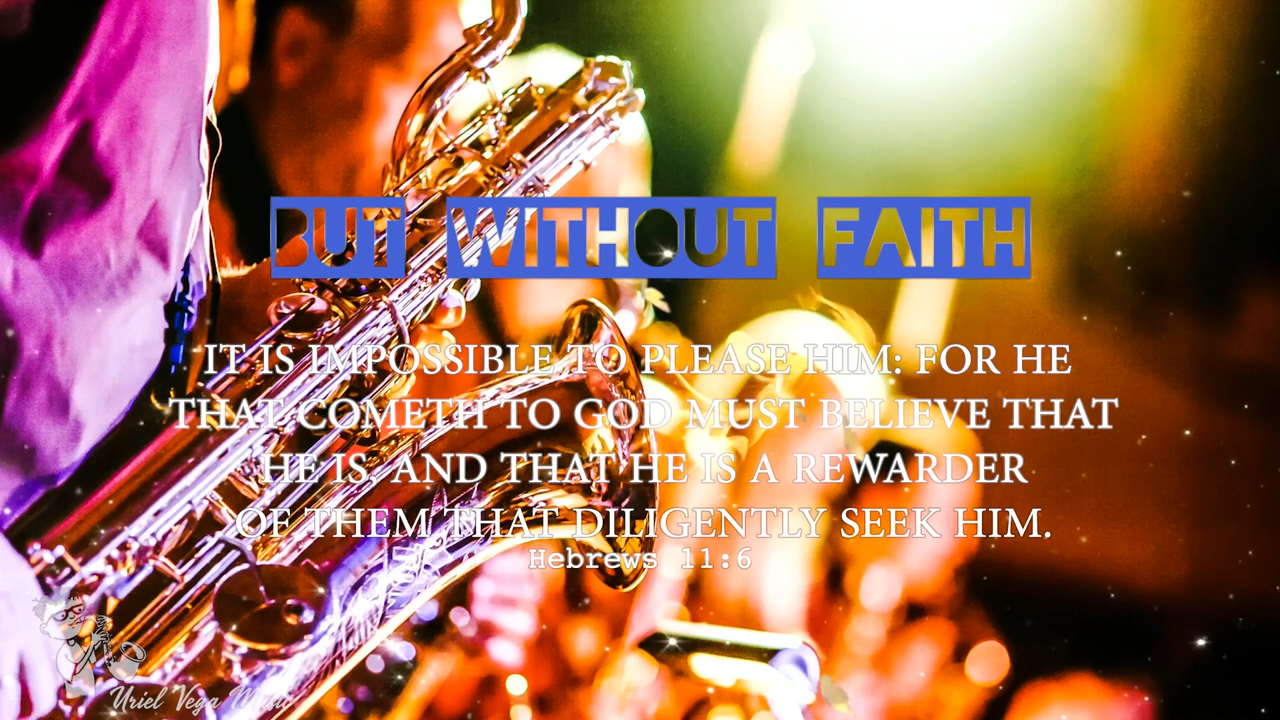 BUT WITHOUT FAITH
IT IS IMPOSSIBLE TO PLEASE HIM: FOR HE
THAT COMETH TO GOD MUST BELIEVE THAT
HE IS, AND THAT HE IS A REWARDER
OF THEM THAT DILIGENTLY SEEK HIM.
Hebrews 11:6
Uriel Vega Music